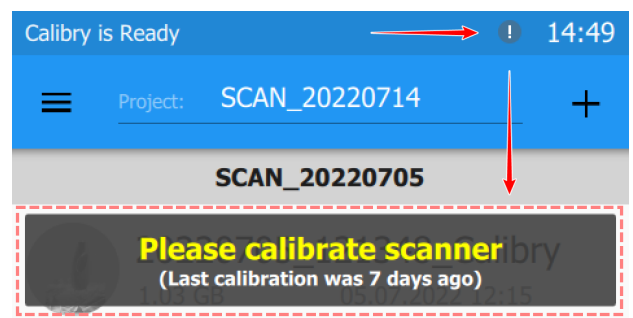 Calibry is Ready ! 14:49
Project: SCAN_20220714 +
SCAN_20220705
Please calibrate scanner
(Last calibration was 7 days ago)
1.03 GB 05.07.2022 12:15